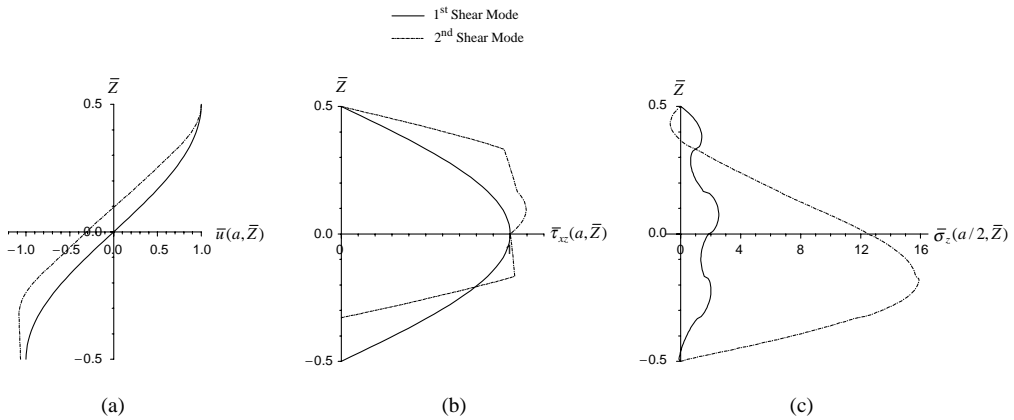 1st Shear Mode
2nd Shear Mode
Z̅
0.5
0.0
−1.0 −0.5 0.0 0.5 1.0
u̅(a,Z̅)
−0.5
(a)
Z̅
0.5
0.0
0
τ̅xz(a,Z̅)
−0.5
(b)
Z̅
0.5
0.0
0 4 8 12 16
σ̅z(a/2,Z̅)
−0.5
(c)